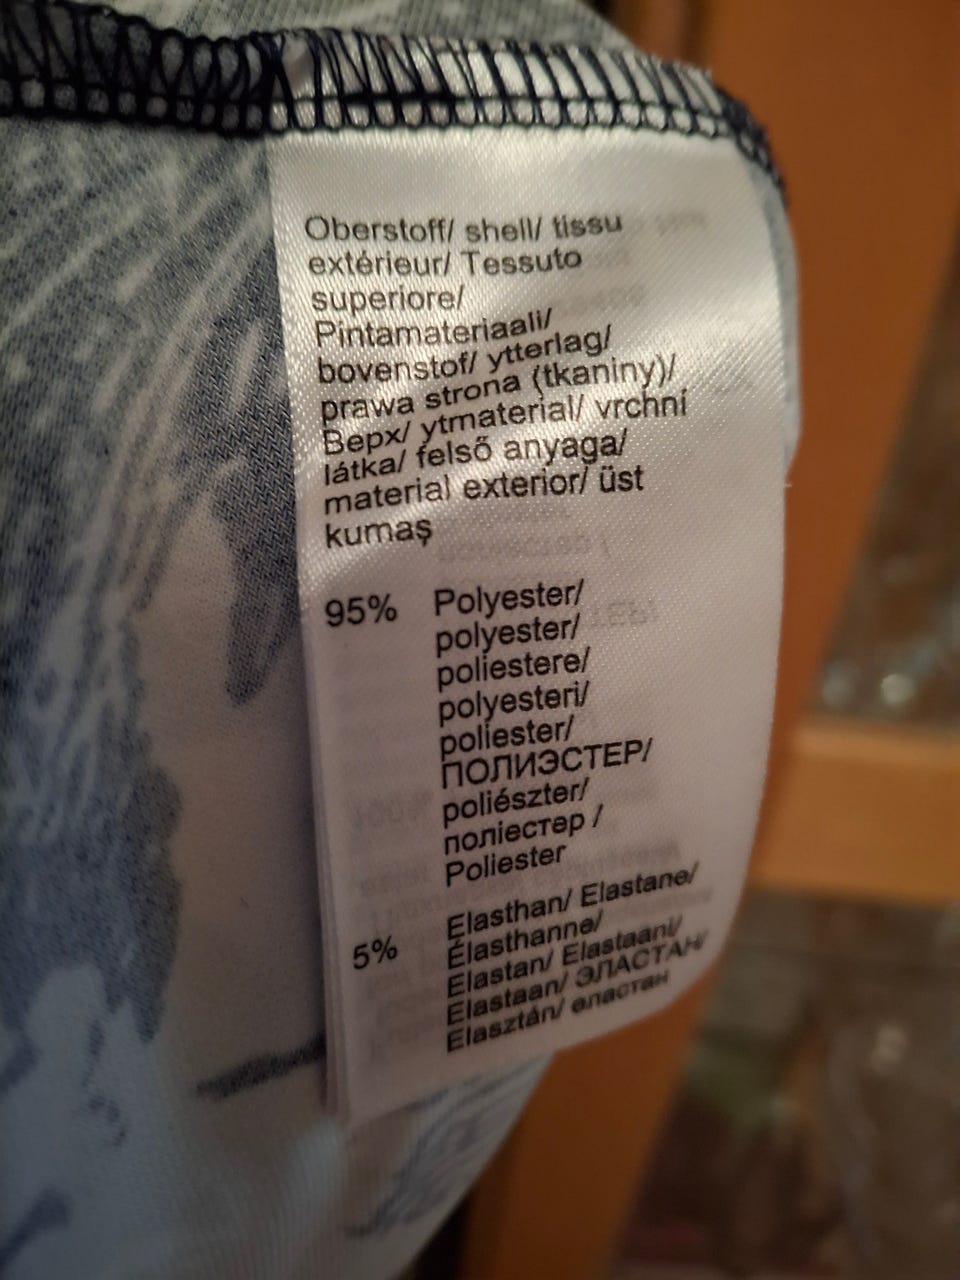 Oberstoff/ shell/ tissu
extérieur/ Tessuto
superiore/
Pintamateriaali/
bovenstof/ ytterlag/
prawa strona (tkaniny)/
Верх/ ytmaterial/ vrchní
látka/ felső anyaga/
material exterior/ üst
kumaş
95% Polyester/
polyester/
poliestere/
polyesteri/
poliester/
ПОЛИЭСТЕР/
poliészter/
поліестер /
Poliester
5% Elasthan/ Elastane/
Élasthanne/
Elastan/ Elastaani/
Elastaan/ ЭЛАСТАН/
Elasztán/ еластан